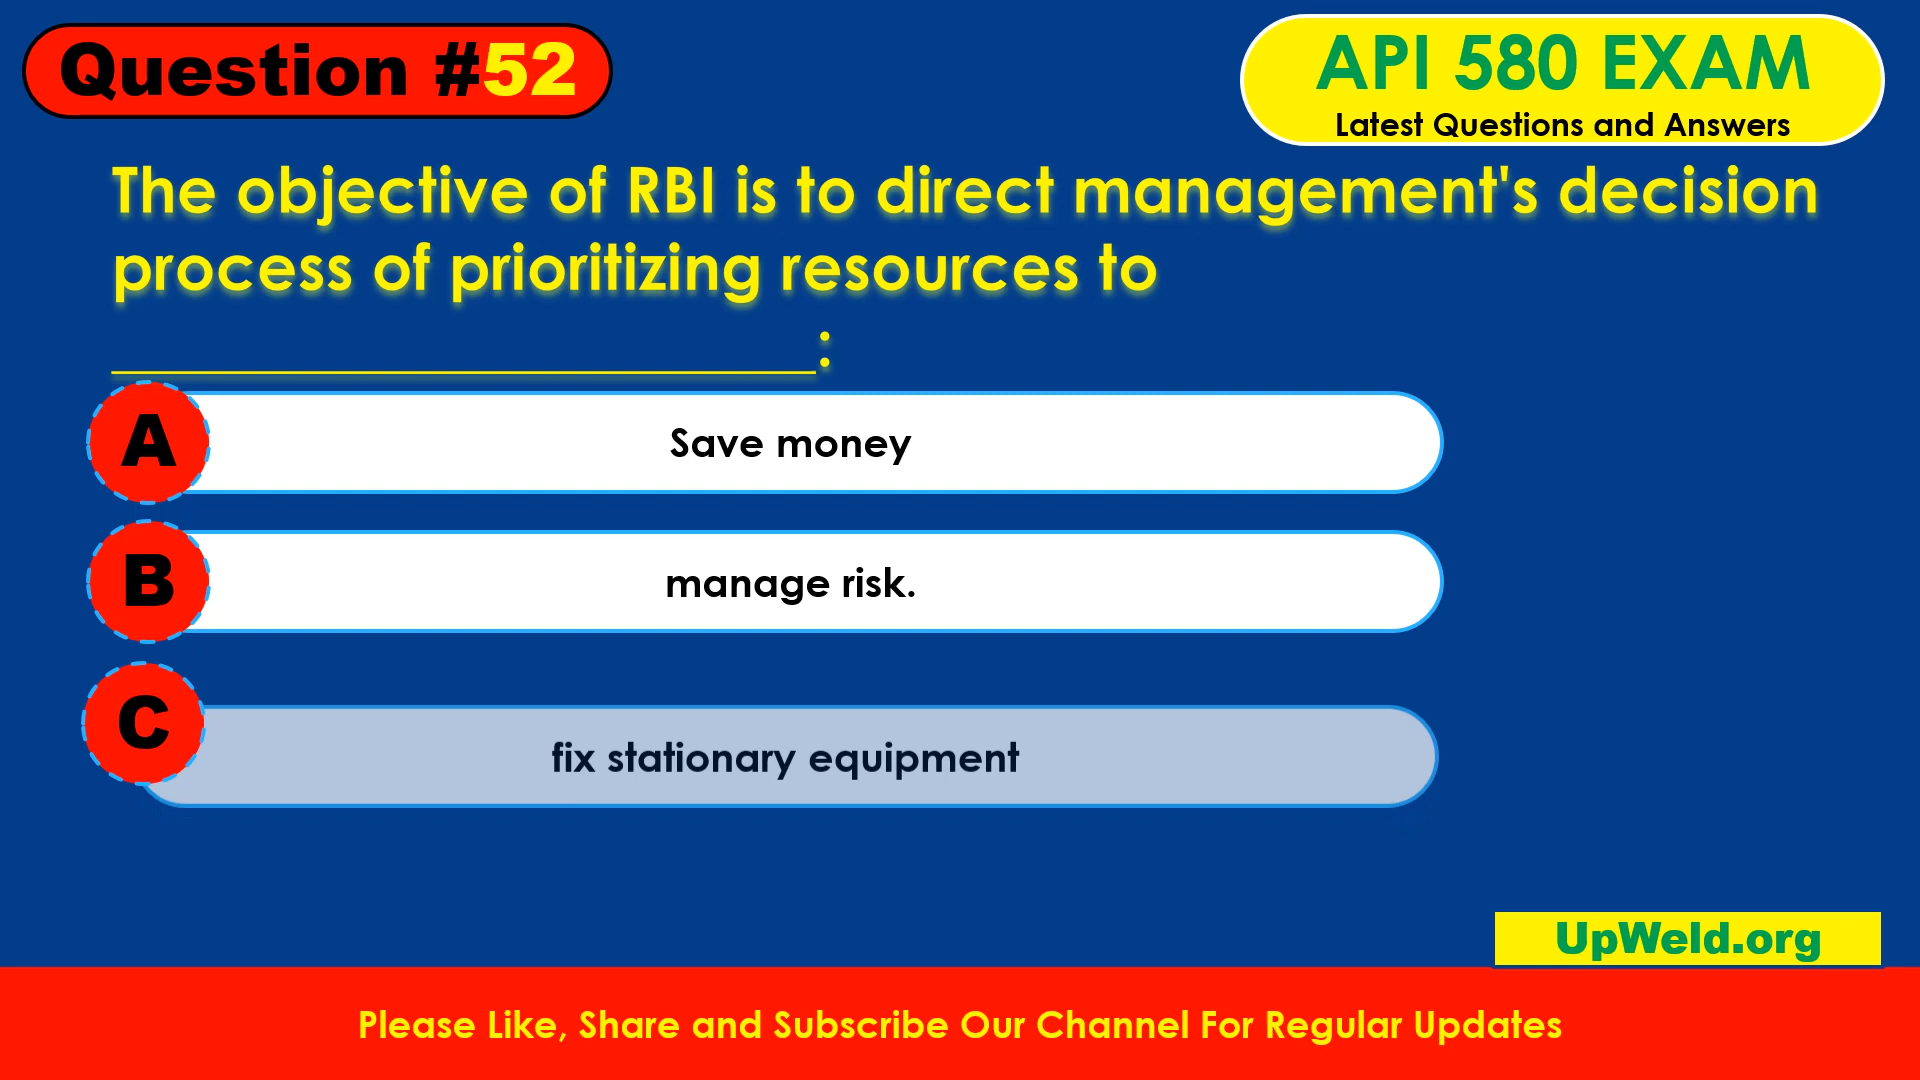 Question #52
API 580 EXAM
Latest Questions and Answers
The objective of RBI is to direct management's decision
process of prioritizing resources to
______________________:
A
Save money
B
manage risk.
C
fix stationary equipment
UpWeld.org
Please Like, Share and Subscribe Our Channel For Regular Updates